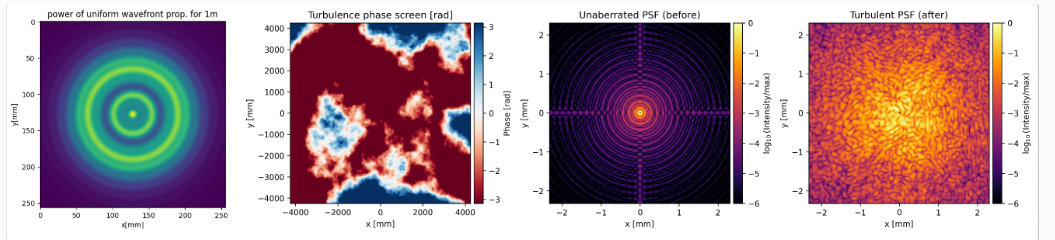 power of uniform wavefront prop. for 1m
0
50
100
150
200
250
y[mm]
0 50 100 150 200 250
x[mm]
Turbulence phase screen [rad]
4000
3000
2000
1000
0
−1000
−2000
−3000
−4000
y [mm]
−4000 −2000 0 2000 4000
x [mm]
3
2
1
0
−1
−2
−3
Phase [rad]
Unaberrated PSF (before)
2
1
0
−1
−2
y [mm]
−2 −1 0 1 2
x [mm]
0
−1
−2
−3
−4
−5
−6
log₁₀(Intensity/max)
Turbulent PSF (after)
2
1
0
−1
−2
y [mm]
−2 −1 0 1 2
x [mm]
0
−1
−2
−3
−4
−5
−6
log₁₀(Intensity/max)